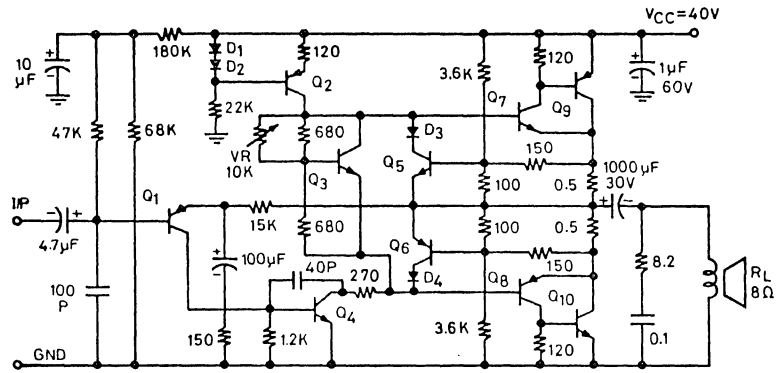 VCC=40V
180K
D1
D2
120
10
µF
Q2
3.6K
Q7
120
Q9
1µF
60V
22K
47K
68K
VR
10K
680
Q3
D3
Q5
150
100
0.5
1000µF
30V
I/P
4.7µF
Q1
15K
680
100
0.5
Q6
100µF
40P
270
D4
Q8
150
Q10
8.2
RL
8Ω
100
P
Q4
150
1.2K
3.6K
120
0.1
GND